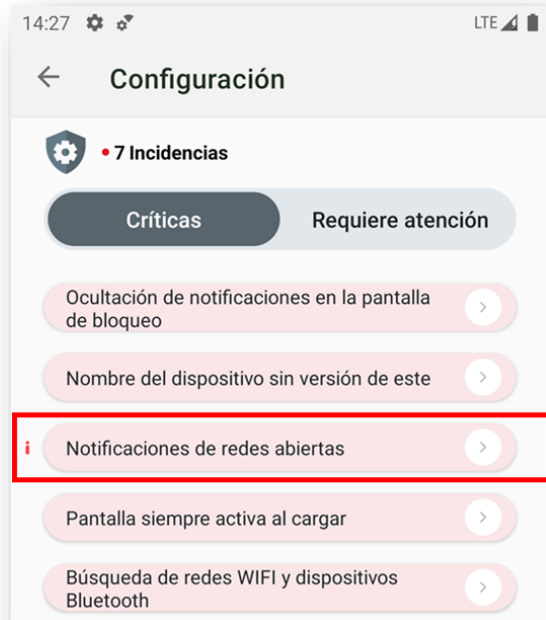 14:27 LTE
Configuración
• 7 Incidencias
Críticas Requiere atención
Ocultación de notificaciones en la pantalla
de bloqueo
Nombre del dispositivo sin versión de este
i Notificaciones de redes abiertas
Pantalla siempre activa al cargar
Búsqueda de redes WIFI y dispositivos
Bluetooth